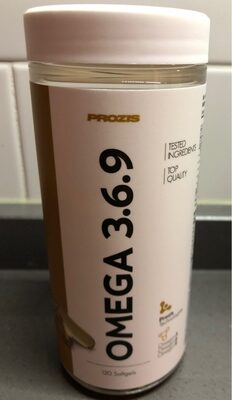 PROZIS
TESTED
INGREDIENTS
TOP
QUALITY
OMEGA 3.6.9
120 Softgels